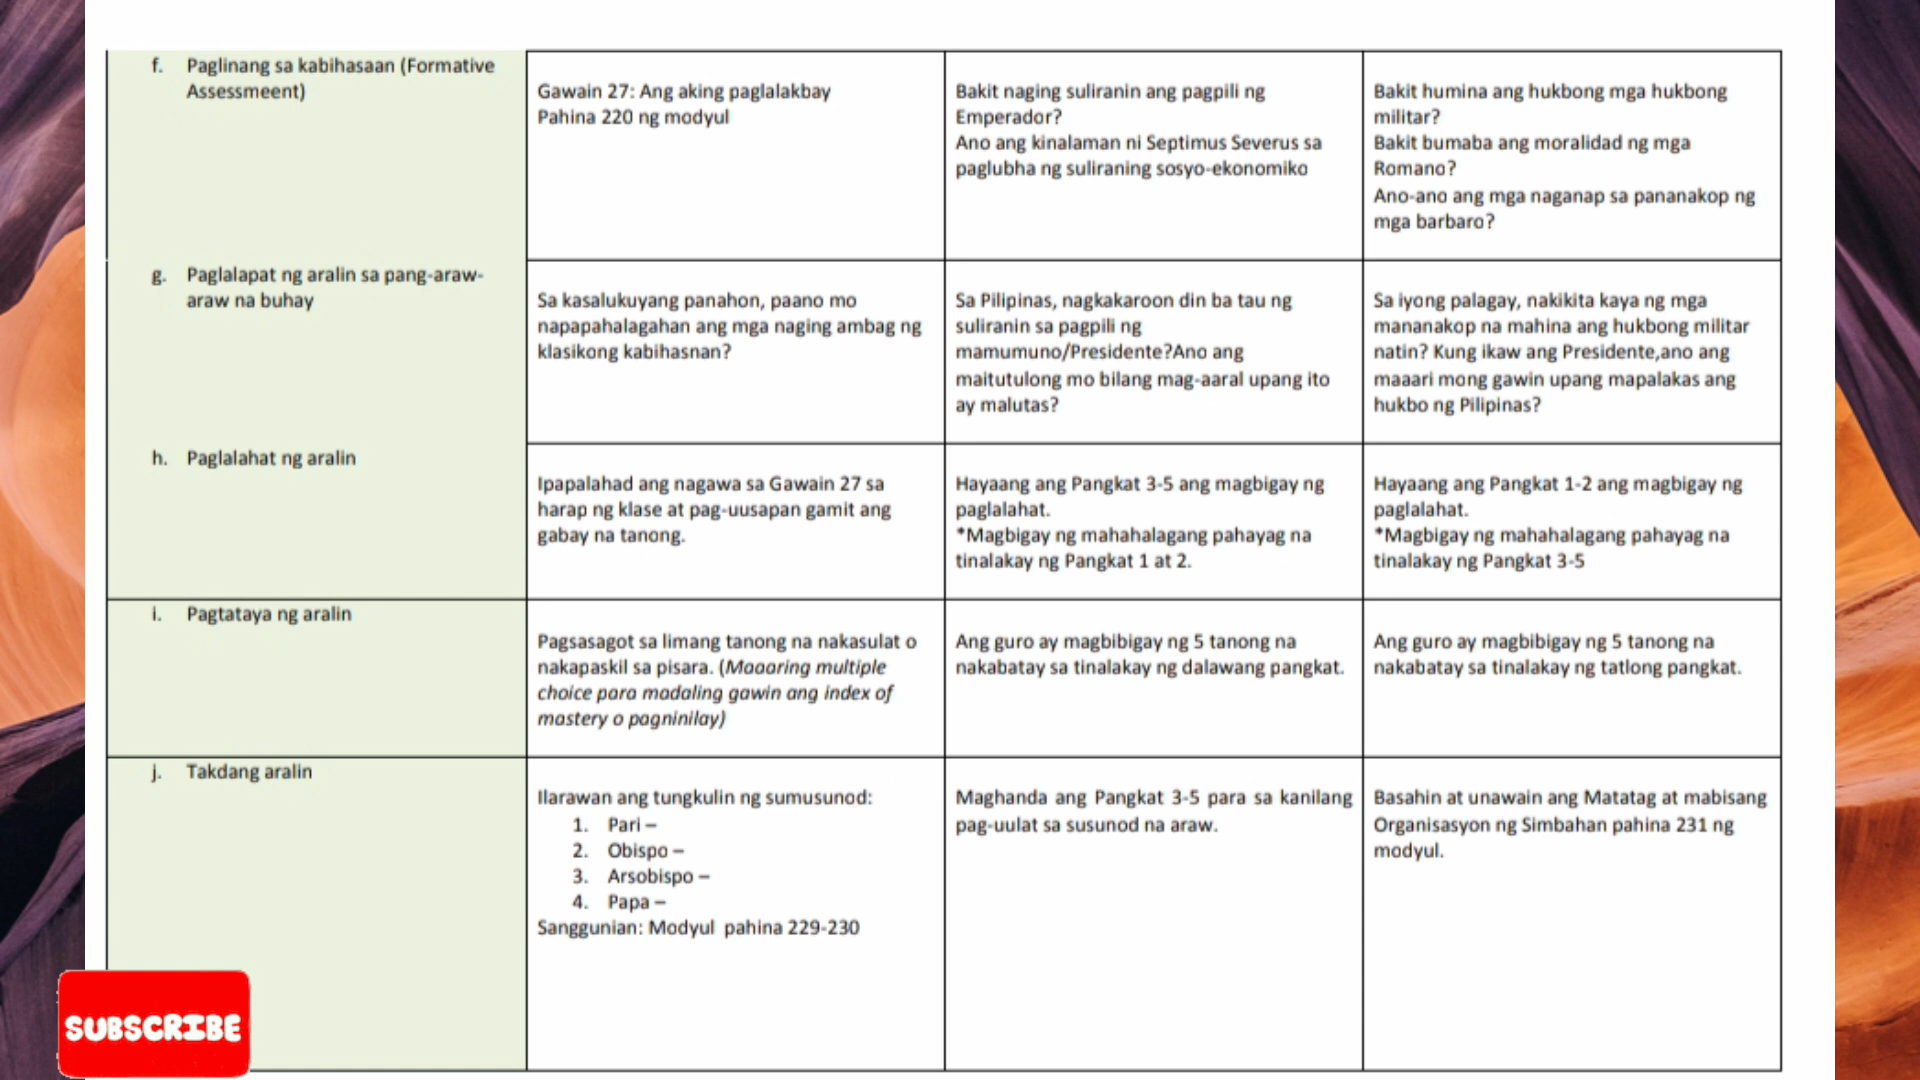 f. Paglinang sa kabihasaan (Formative
Assessmeent)
Gawain 27: Ang aking paglalakbay
Pahina 220 ng modyul
Bakit naging suliranin ang pagpili ng
Emperador?
Ano ang kinalaman ni Septimus Severus sa
paglubha ng suliraning sosyo-ekonomiko
Bakit humina ang hukbong mga hukbong
militar?
Bakit bumaba ang moralidad ng mga
Romano?
Ano-ano ang mga naganap sa pananakop ng
mga barbaro?
g. Paglalapat ng aralin sa pang-araw-
araw na buhay
Sa kasalukuyang panahon, paano mo
napapahalagahan ang mga naging ambag ng
klasikong kabihasnan?
Sa Pilipinas, nagkakaroon din ba tau ng
suliranin sa pagpili ng
mamumuno/Presidente?Ano ang
maitutulong mo bilang mag-aaral upang ito
ay malutas?
Sa iyong palagay, nakikita kaya ng mga
mananakop na mahina ang hukbong militar
natin? Kung ikaw ang Presidente,ano ang
maaari mong gawin upang mapalakas ang
hukbo ng Pilipinas?
h. Paglalahat ng aralin
Ipapalahad ang nagawa sa Gawain 27 sa
harap ng klase at pag-uusapan gamit ang
gabay na tanong.
Hayaang ang Pangkat 3-5 ang magbigay ng
paglalahat.
*Magbigay ng mahahalagang pahayag na
tinalakay ng Pangkat 1 at 2.
Hayaang ang Pangkat 1-2 ang magbigay ng
paglalahat.
*Magbigay ng mahahalagang pahayag na
tinalakay ng Pangkat 3-5
i. Pagtataya ng aralin
Pagsasagot sa limang tanong na nakasulat o
nakapaskil sa pisara. (Maaaring multiple
choice para madaling gawin ang index of
mastery o pagninilay)
Ang guro ay magbibigay ng 5 tanong na
nakabatay sa tinalakay ng dalawang pangkat.
Ang guro ay magbibigay ng 5 tanong na
nakabatay sa tinalakay ng tatlong pangkat.
j. Takdang aralin
Ilarawan ang tungkulin ng sumusunod:
1. Pari –
2. Obispo –
3. Arsobispo –
4. Papa –
Sanggunian: Modyul pahina 229-230
Maghanda ang Pangkat 3-5 para sa kanilang
pag-uulat sa susunod na araw.
Basahin at unawain ang Matatag at mabisang
Organisasyon ng Simbahan pahina 231 ng
modyul.
SUBSCRIBE